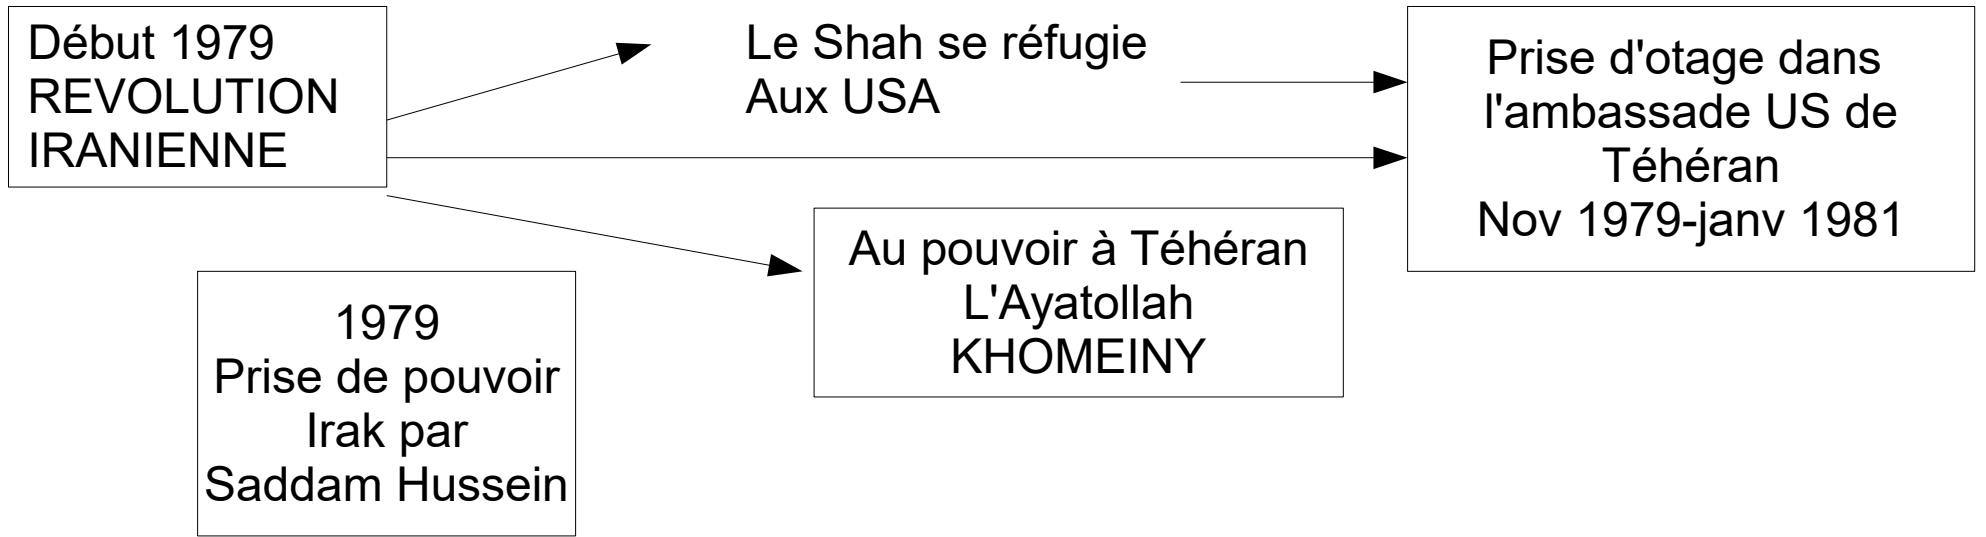 Début 1979
REVOLUTION
IRANIENNE
Le Shah se réfugie
Aux USA
Prise d'otage dans
l'ambassade US de
Téhéran
Nov 1979-janv 1981
Au pouvoir à Téhéran
L'Ayatollah
KHOMEINY
1979
Prise de pouvoir
Irak par
Saddam Hussein